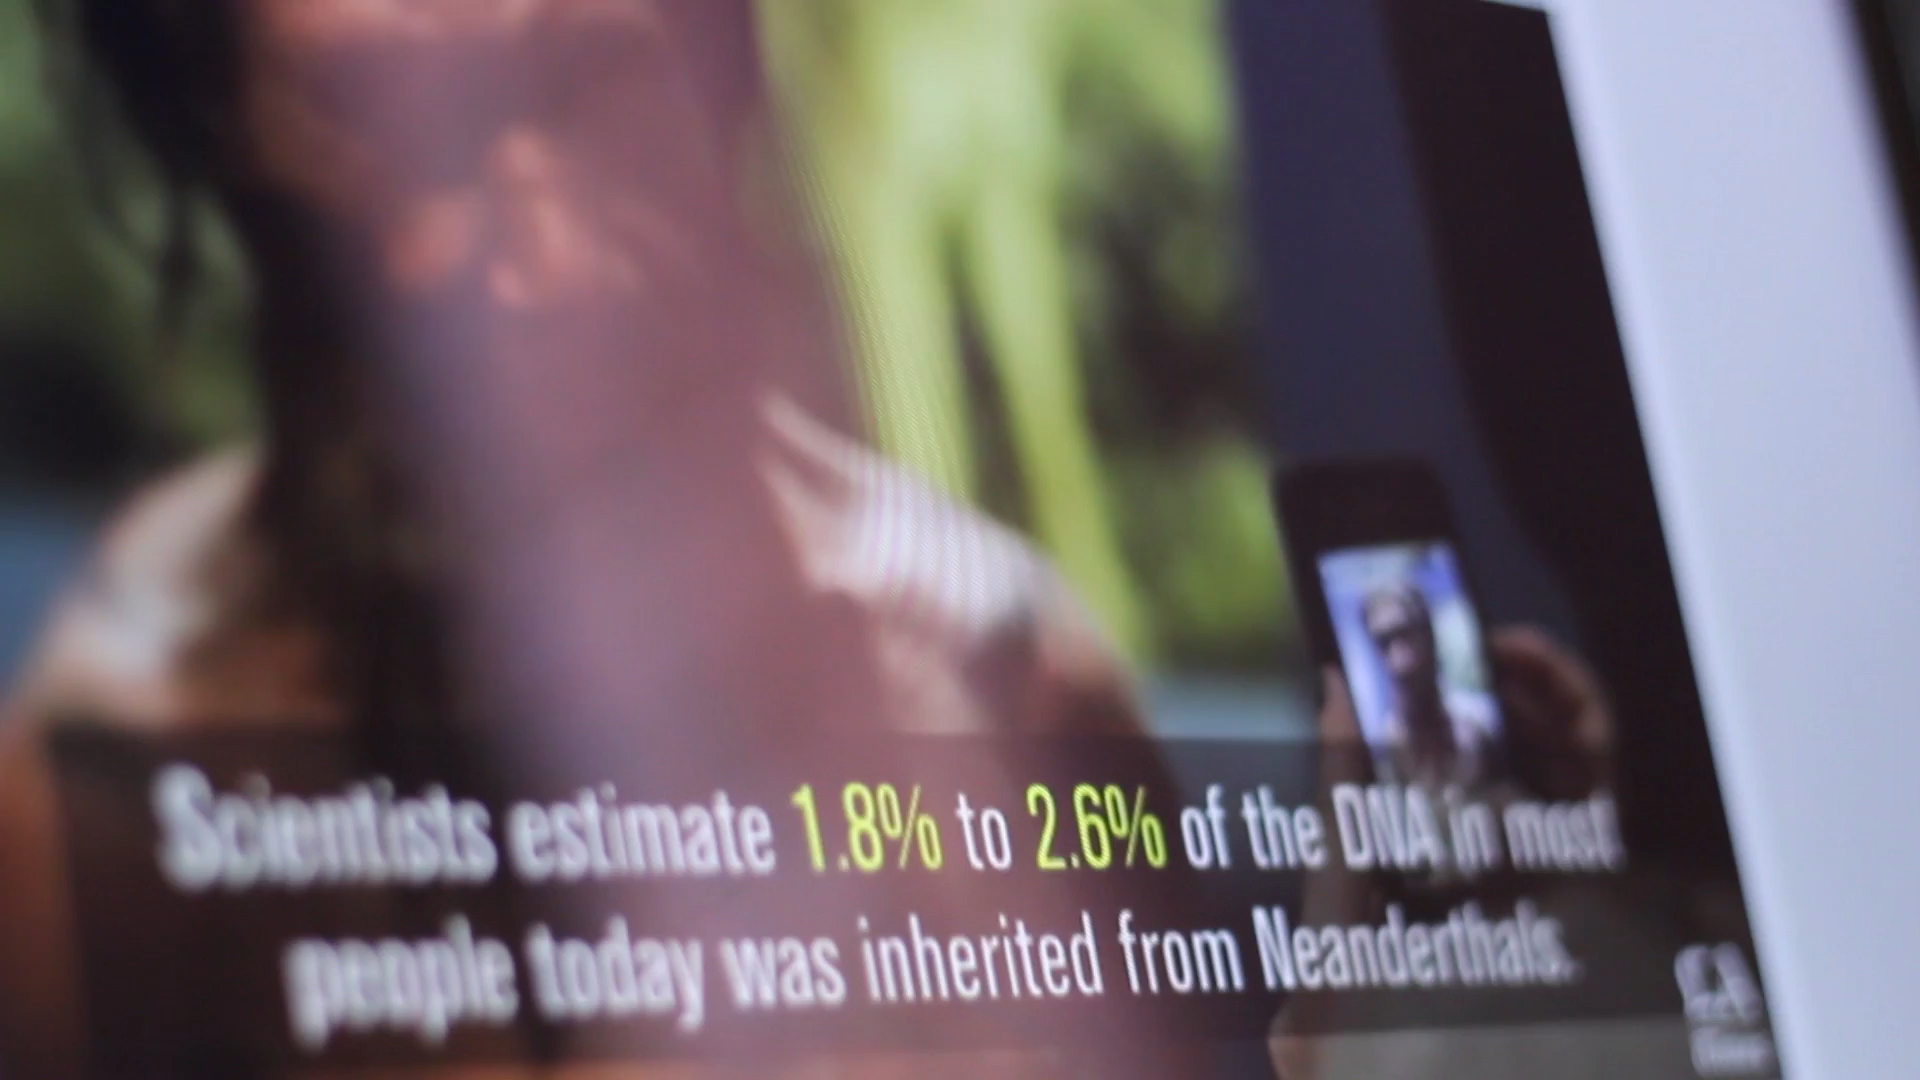 Scientists estimate 1.8% to 2.6% of the DNA in most
people today was inherited from Neanderthals.